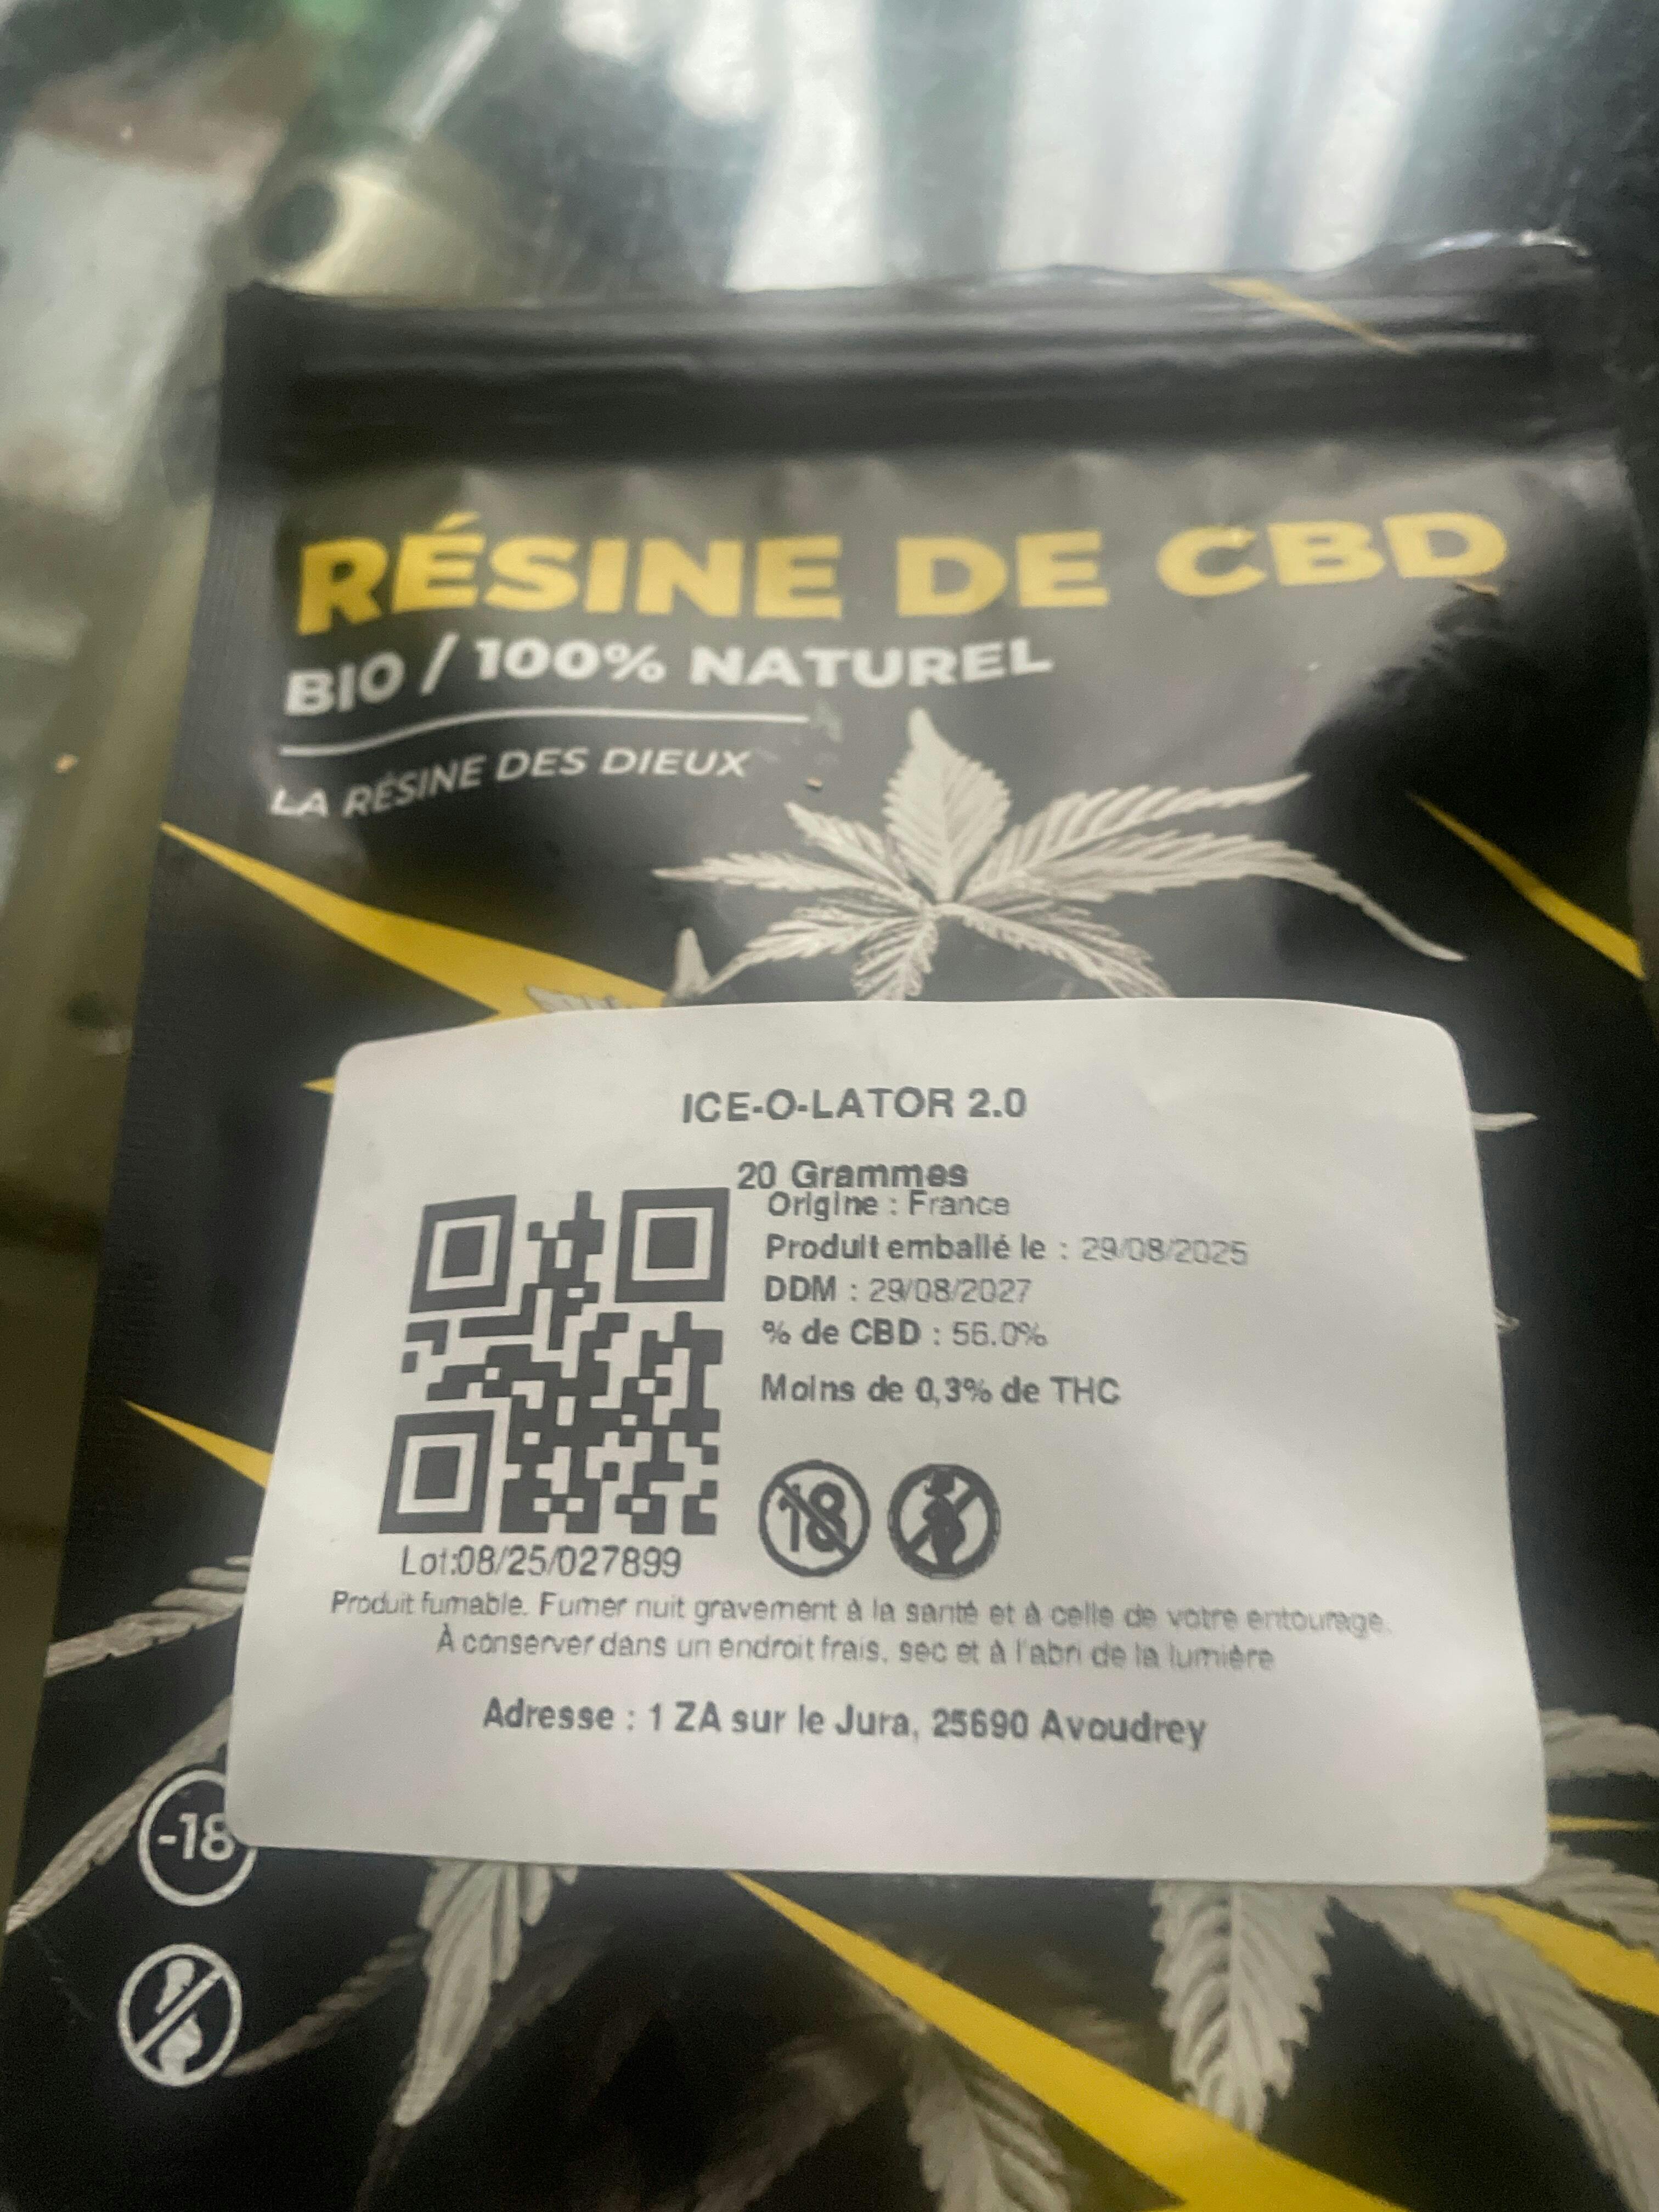 RÉSINE DE CBD
BIO / 100% NATUREL
LA RÉSINE DES DIEUX
ICE-O-LATOR 2.0
20 Grammes
Origine : France
Produit emballé le : 29/08/2025
DDM : 29/08/2027
% de CBD : 56.0%
Moins de 0,3% de THC
18
Lot:08/25/027899
Produit fumable. Fumer nuit gravement à la santé et à celle de votre entourage.
À conserver dans un endroit frais, sec et à l'abri de la lumière
Adresse : 1 ZA sur le Jura, 25690 Avoudrey
-18